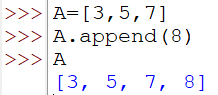 >>> A=[3,5,7]
>>> A.append(8)
>>> A
[3, 5, 7, 8]